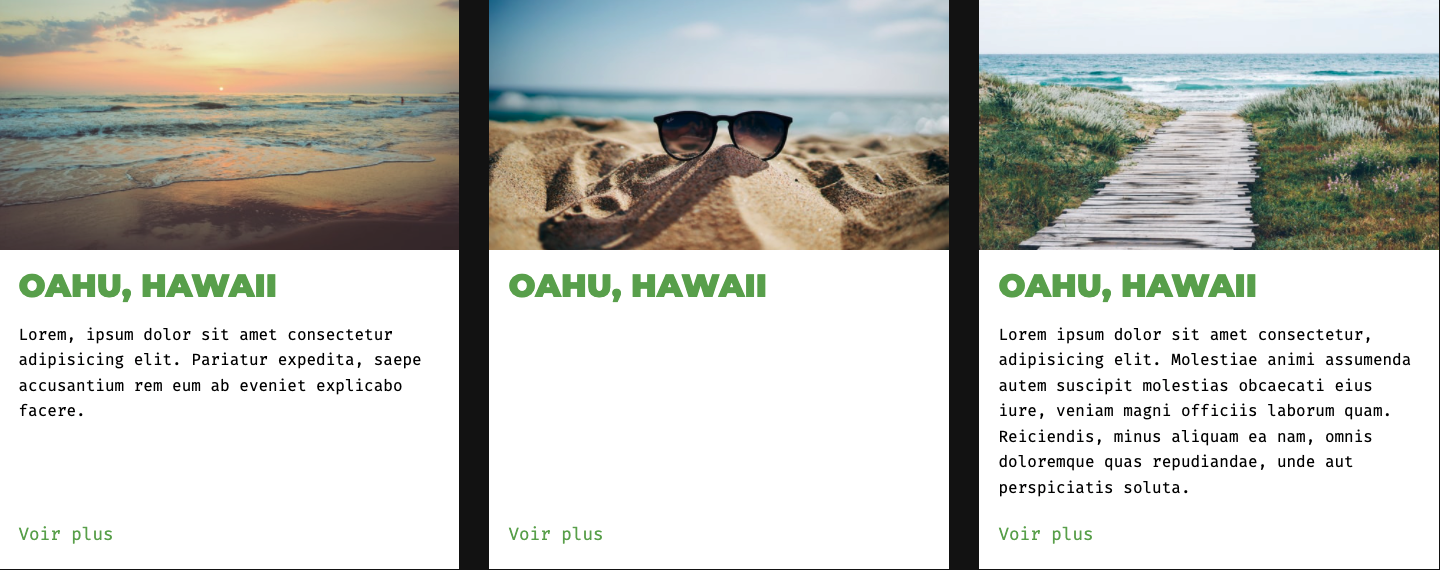 OAHU, HAWAII
Lorem, ipsum dolor sit amet consectetur
adipisicing elit. Pariatur expedita, saepe
accusantium rem eum ab eveniet explicabo
facere.
Voir plus
OAHU, HAWAII
Voir plus
OAHU, HAWAII
Lorem ipsum dolor sit amet consectetur,
adipisicing elit. Molestiae animi assumenda
autem suscipit molestias obcaecati eius
iure, veniam magni officiis laborum quam.
Reiciendis, minus aliquam ea nam, omnis
doloremque quas repudiandae, unde aut
perspiciatis soluta.
Voir plus